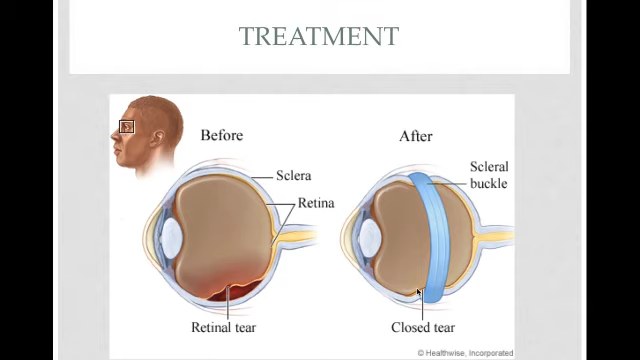 TREATMENT
Before
After
Sclera
Scleral
buckle
Retina
Retinal tear
Closed tear
© Healthwise, Incorporated